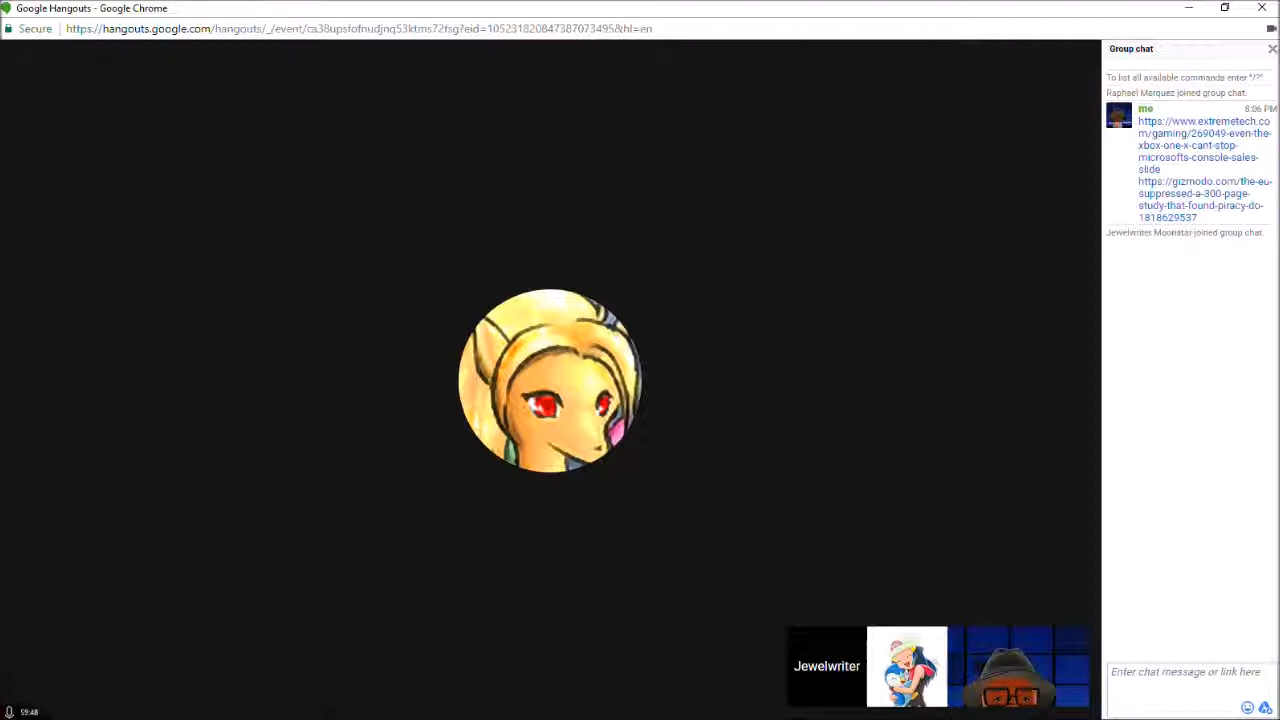 Google Hangouts - Google Chrome
Secure
https://hangouts.google.com/hangouts/_/event/ca38upsfofnudjnq53ktms72fsg?eid=105231820847387073495&hl=en
Group chat
To list all available commands enter "/?"
Raphael Marquez joined group chat.
me 8:06 PM
https://www.extremetech.co
m/gaming/269049-even-the-
xbox-one-x-cant-stop-
microsofts-console-sales-
slide
https://gizmodo.com/the-eu-
suppressed-a-300-page-
study-that-found-piracy-do-
1818629537
Jewelwriter Moonstar joined group chat.
Jewelwriter
Enter chat message or link here
59:48